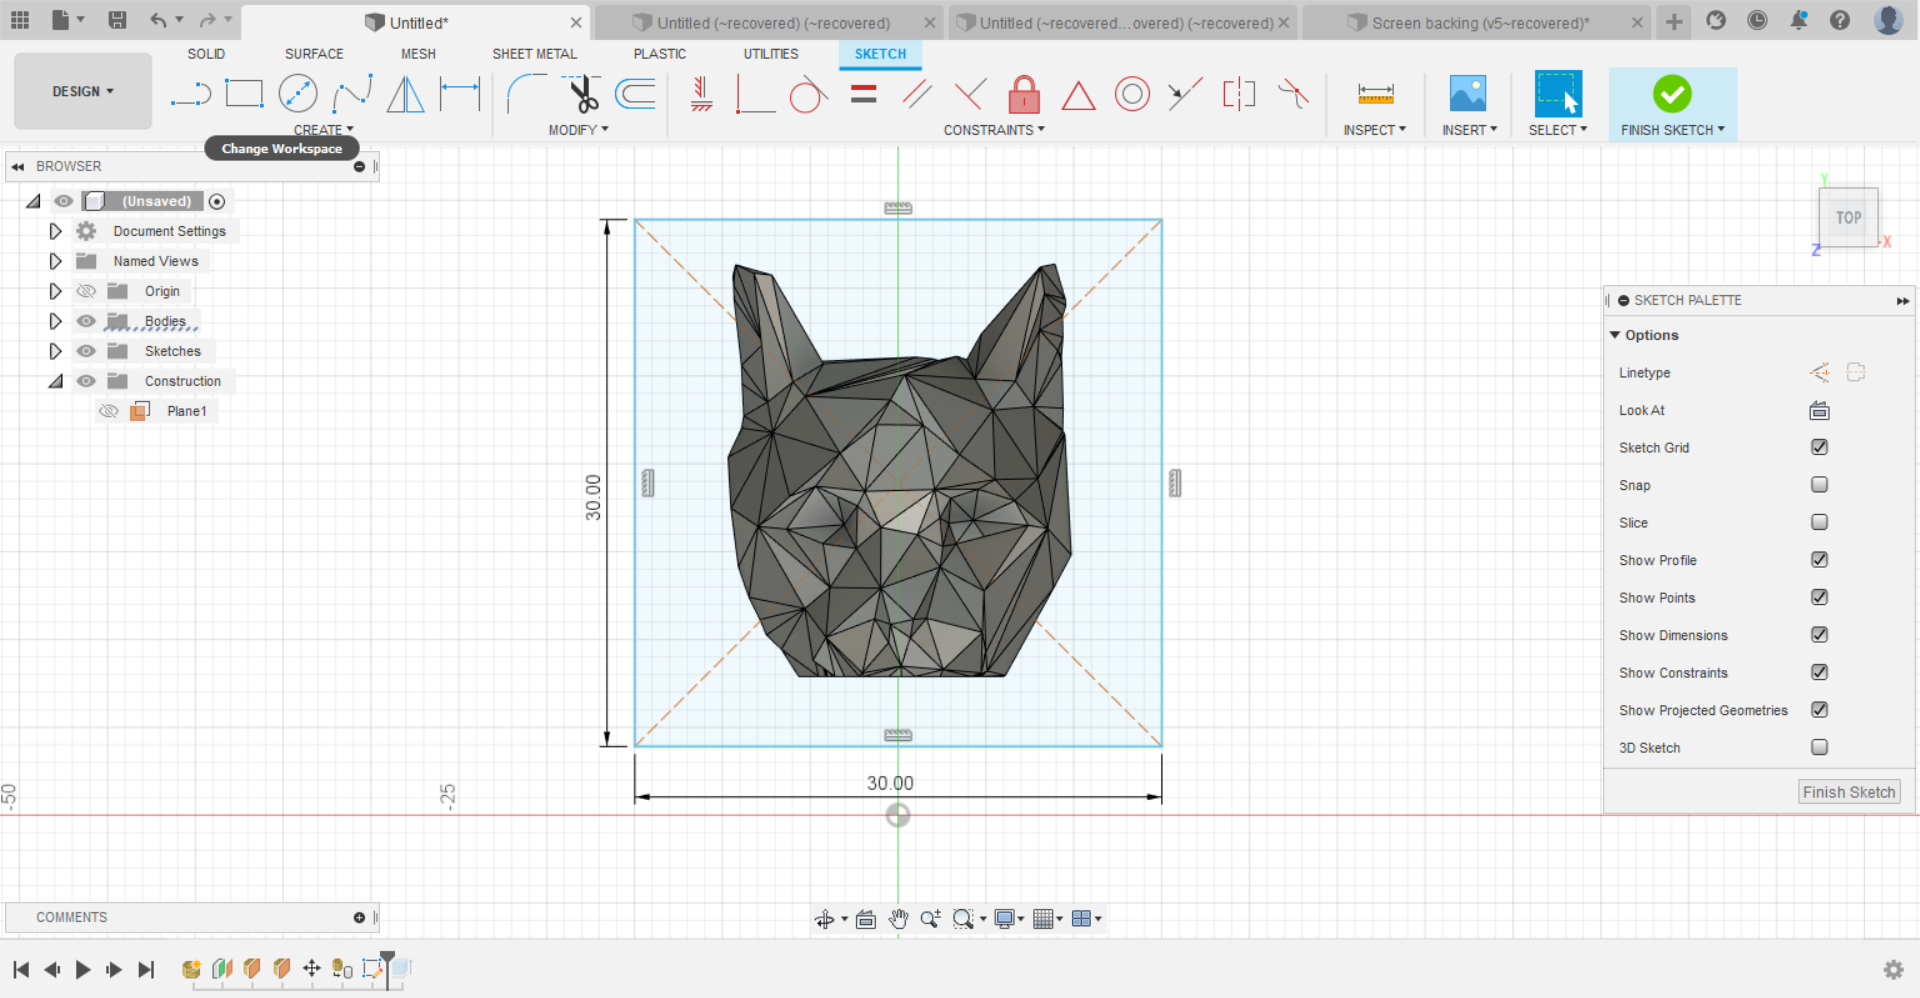 Untitled*
Untitled (~recovered) (~recovered)
Untitled (~recovered...overed) (~recovered)
Screen backing (v5~recovered)*
DESIGN
SOLID
SURFACE
MESH
SHEET METAL
PLASTIC
UTILITIES
SKETCH
CREATE
MODIFY
CONSTRAINTS
INSPECT
INSERT
SELECT
FINISH SKETCH
Change Workspace
BROWSER
(Unsaved)
Document Settings
Named Views
Origin
Bodies
Sketches
Construction
Plane1
30.00
30.00
-50
-25
Y
TOP
X
Z
SKETCH PALETTE
Options
Linetype
Look At
Sketch Grid
Snap
Slice
Show Profile
Show Points
Show Dimensions
Show Constraints
Show Projected Geometries
3D Sketch
Finish Sketch
COMMENTS